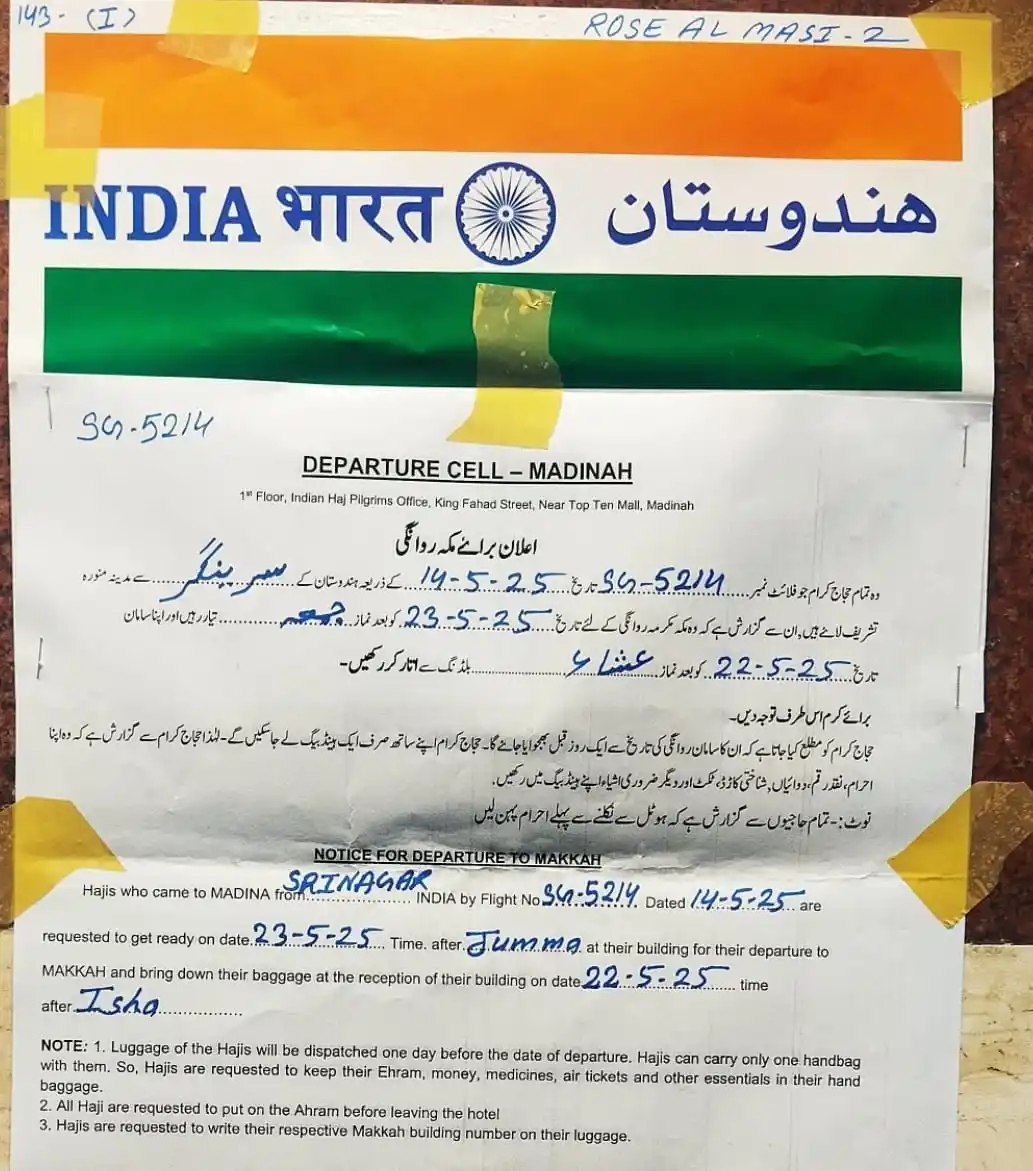 143- (I)
ROSE AL MASI-2
INDIA भारत هندوستان
SG-5214
DEPARTURE CELL – MADINAH
1st Floor, Indian Haj Pilgrims Office, King Fahad Street, Near Top Ten Mall, Madinah
اعلان برائے مکہ روانگی
وہ تمام حجاج کرام جو فلائٹ نمبر SG-5214 تاریخ 14-5-25 کے ذریعہ ہندوستان کے سرینگر سے مدینہ منورہ
تشریف لائے ہیں, ان سے گزارش ہے کہ وہ مکہ مکرمہ روانگی کے لئے تاریخ 23-5-25 کو بعد نماز جمعہ تیار رہیں اور اپنا سامان
تاریخ 22-5-25 کو بعد نماز عشاء بلڈنگ سے اتار کر رکھیں-
برائے کرم اس طرف توجہ دیں-
حجاج کرام کو مطلع کیا جاتا ہے کہ ان کا سامان روانگی کی تاریخ سے ایک روز قبل بھجوایا جائے گا- حجاج کرام اپنے ساتھ صرف ایک ہینڈ بیگ لے جا سکیں گے- لہذا حجاج کرام سے گزارش ہے کہ وہ اپنا
احرام, نقد رقم, دوائیاں, شناختی کارڈ, ٹکٹ اور دیگر ضروری اشیاء اپنے ہینڈ بیگ میں رکھیں.
نوٹ:- تمام حاجیوں سے گزارش ہے کہ ہوٹل سے نکلنے سے پہلے احرام پہن لیں
NOTICE FOR DEPARTURE TO MAKKAH
Hajis who came to MADINA from SRINAGAR INDIA by Flight No SG-5214. Dated 14-5-25 are
requested to get ready on date 23-5-25 Time. after Jumma at their building for their departure to
MAKKAH and bring down their baggage at the reception of their building on date 22-5-25 time
after Isha
NOTE: 1. Luggage of the Hajis will be dispatched one day before the date of departure. Hajis can carry only one handbag
with them. So, Hajis are requested to keep their Ehram, money, medicines, air tickets and other essentials in their hand
baggage.
2. All Haji are requested to put on the Ahram before leaving the hotel
3. Hajis are requested to write their respective Makkah building number on their luggage.